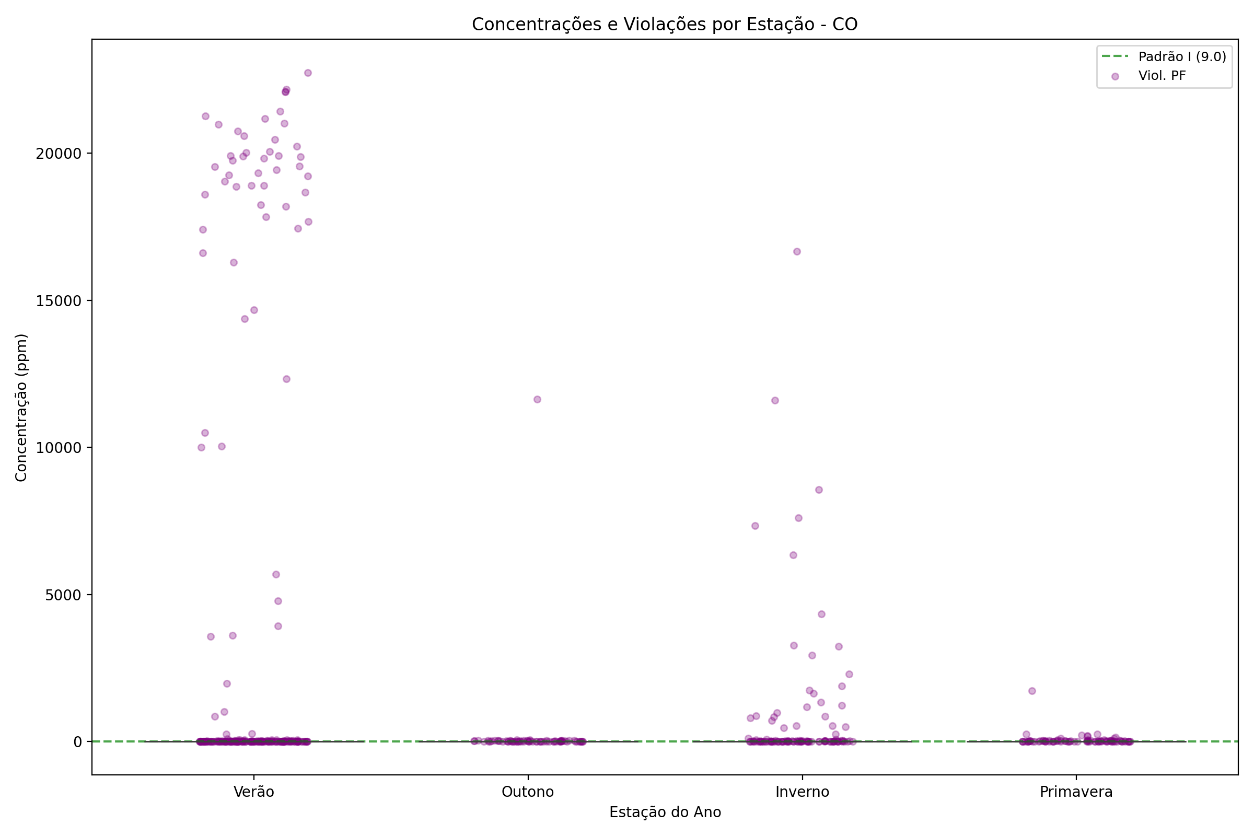 Concentrações e Violações por Estação - CO
Padrão I (9.0)
Viol. PF
Concentração (ppm)
20000
15000
10000
5000
0
Verão
Outono
Inverno
Primavera
Estação do Ano